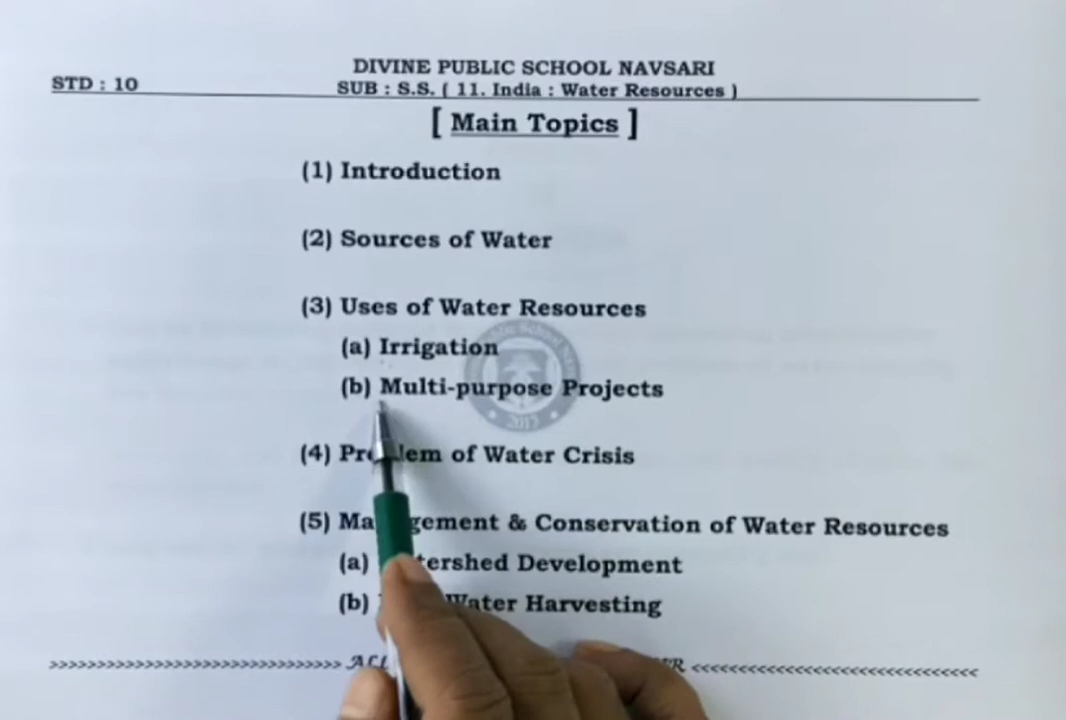 DIVINE PUBLIC SCHOOL NAVSARI
STD : 10
SUB : S.S. ( 11. India : Water Resources )
[ Main Topics ]
(1) Introduction
(2) Sources of Water
(3) Uses of Water Resources
(a) Irrigation
(b) Multi-purpose Projects
(4) of Water Crisis
(5) & Conservation of Water Resources
(a) Development
(b) Water Harvesting
>>>>>>>>>>>>>>>>>>>>>>>>>>>>>>> <<<<<<<<<<<<<<<<<<<<<<<<<<<<<<
2017